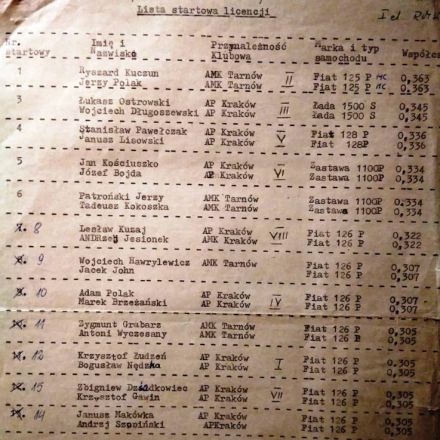 Lista startowa licencji
Nr. startowy Imię i Nazwisko Przynależność Klubowa Marka i typ samochodu Współcz
1 Ryszard Kuczun AMK Tarnów II Fiat 125 P MC 0,363
Jerzy Polak AMK Tarnów Fiat 125 P MC 0.363
3 Łukasz Ostrowski AP Kraków III Łada 1500 S 0,345
Wojciech Długoszewski AP Kraków Łada 1500 S 0,345
4 Stanisław Pawełczak AP Kraków V Fiat 128 P 0,336
Janusz Lisowski AP Kraków Fiat 128P 0,336
5 Jan Kościuszko AP Kraków VI Zastawa 1100P 0,334
Józef Bojda AP Kraków Zastawa 1100P 0,334
6 Patroński Jerzy AMK Tarnów Zastawa 1100P 0,334
Tadeusz Kokoszka AMK Tarnów Zastawa 1100P 0,334
8 Lesław Kuzaj AP Kraków VIII Fiat 126 P 0,322
ANDRzej Jesionek AMK Kraków Fiat 126 P 0,322
9 Wojciech Hawrylewicz AMK Tarnów Fiat 126 P 0,307
Jacek John Fiat 126 P 0,307
10 Adam Polak AP Kraków IV Fiat 126 P 0,307
Marek Brzeżański AP Kraków Fiat 126 P 0,307
11 Zygmunt Grabarz AMK Tarnów Fiat 126 P 0,305
Antoni Wyczesany AMK Tarnów Fiat 126 P 0,305
12 Krzysztof Łudzeń AP Kraków I Fiat 126 P 0,305
Bogusław Nędzka AP Kraków Fiat 126 P 0,305
15 Zbigniew Dziadkowiec AP Kraków VII Fiat 126 P 0,305
Krzysztof Gawin AP Kraków Fiat 126 P 0,305
14 Janusz Makówka AP Kraków Fiat 126 P 0,305
Andrzj Szopiński APKraków Fiat 126 P 0.305